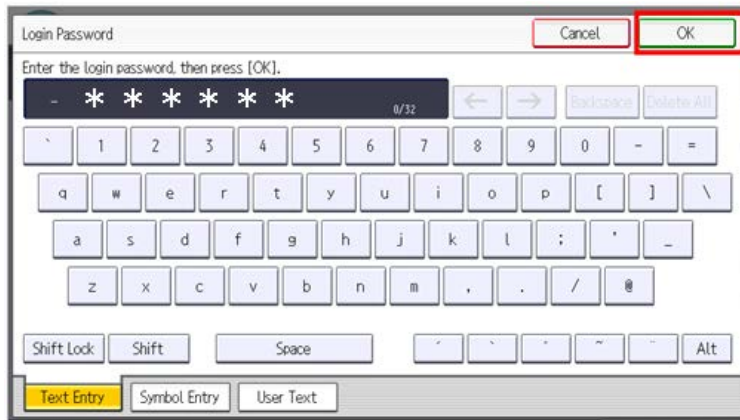 Login Password Cancel OK
Enter the login password, then press [OK].
- ****** 0/32 ← → Backspace Delete All
` 1 2 3 4 5 6 7 8 9 0 - =
q w e r t y u i o p [ ] \
a s d f g h j k l ; ' _
z x c v b n m , . / @
Shift Lock Shift Space ´ ` ^ ~ ¨ Alt
Text Entry Symbol Entry User Text